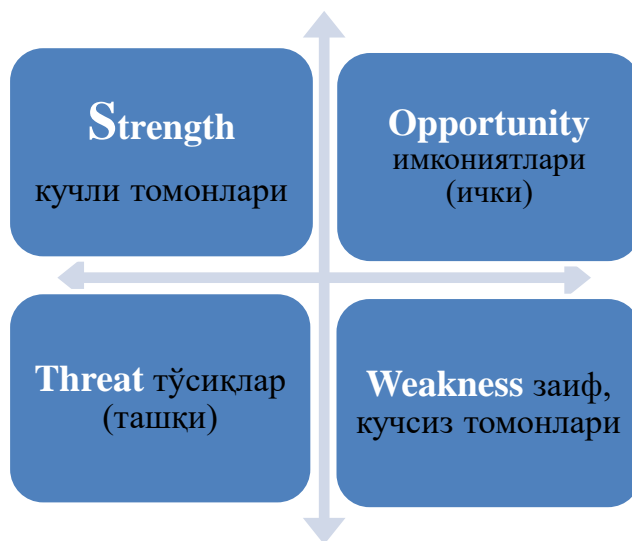 Strength
кучли томонлари
Opportunity
имкониятлари
(ички)
Threat тўсиқлар
(ташқи)
Weakness заиф,
кучсиз томонлари